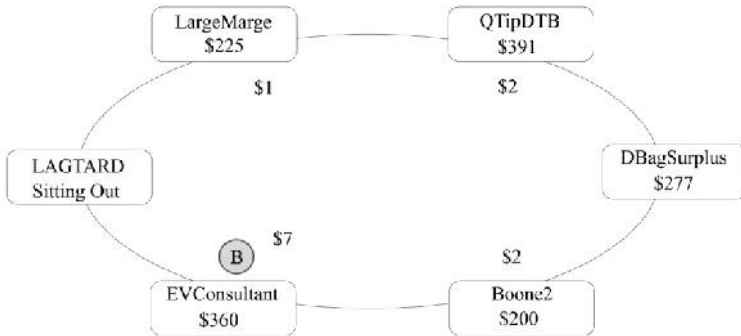 LargeMarge
$225
QTipDTB
$391
$1
$2
LAGTARD
Sitting Out
DBagSurplus
$277
$7
$2
B
EVConsultant
$360
Boone2
$200